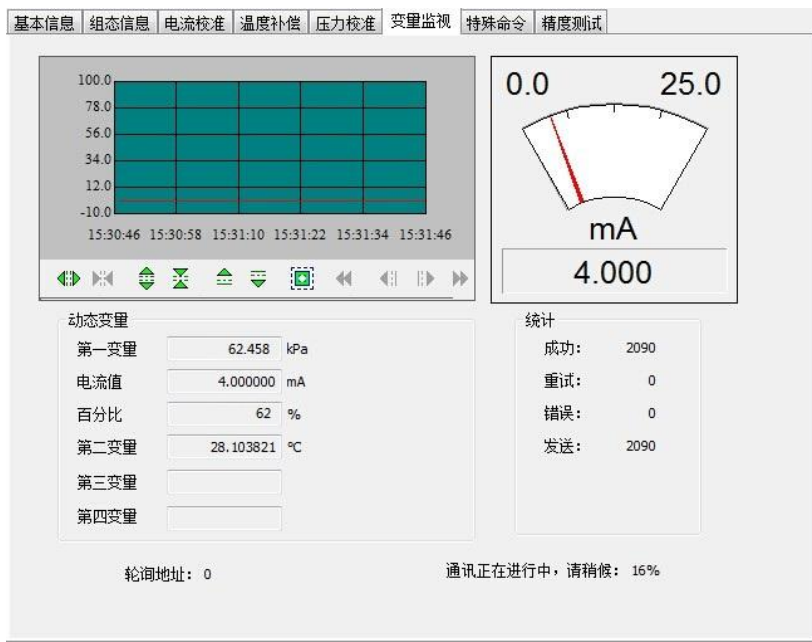 基本信息 组态信息 电流校准 温度补偿 压力校准 变量监视 特殊命令 精度测试
100.0
78.0
56.0
34.0
12.0
-10.0
15:30:46 15:30:58 15:31:10 15:31:22 15:31:34 15:31:46
0.0 25.0
mA
4.000
动态变量
第一变量 62.458 kPa
电流值 4.000000 mA
百分比 62 %
第二变量 28.103821 ºC
第三变量
第四变量
统计
成功: 2090
重试: 0
错误: 0
发送: 2090
轮询地址: 0
通讯正在进行中,请稍候: 16%